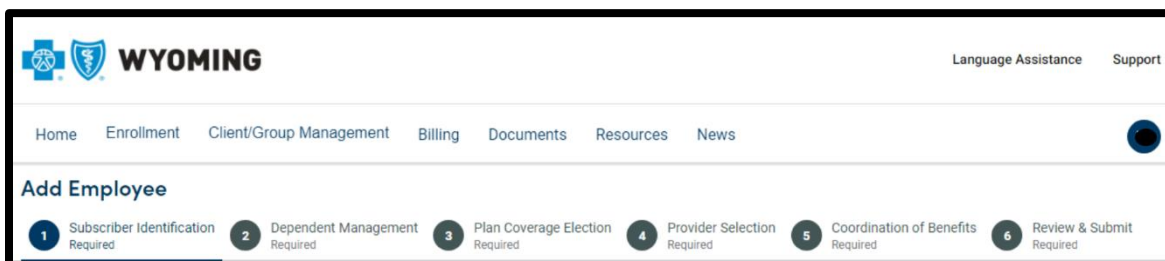 WYOMING
Language Assistance Support
Home Enrollment Client/Group Management Billing Documents Resources News
Add Employee
1 Subscriber Identification 2 Dependent Management 3 Plan Coverage Election 4 Provider Selection 5 Coordination of Benefits 6 Review & Submit
Required Required Required Required Required Required